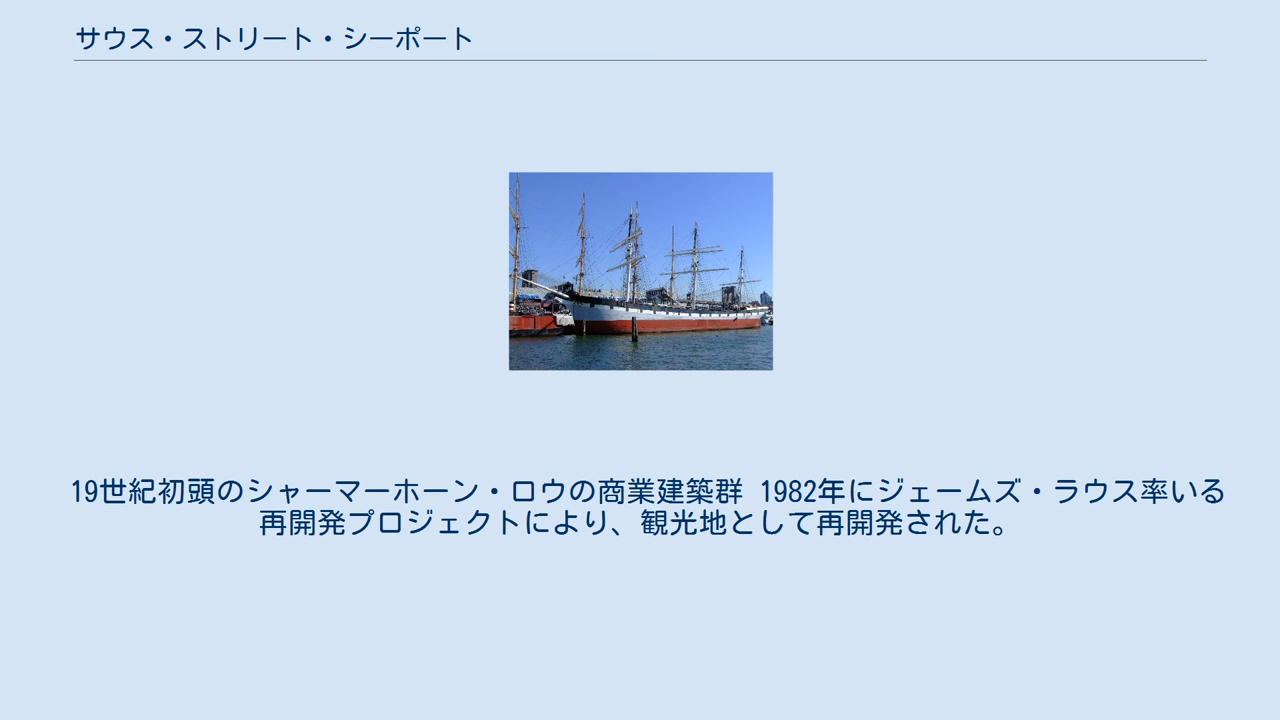 サウス・ストリート・シーポート
19世紀初頭のシャーマーホーン・ロウの商業建築群 1982年にジェームズ・ラウス率いる
再開発プロジェクトにより、観光地として再開発された。